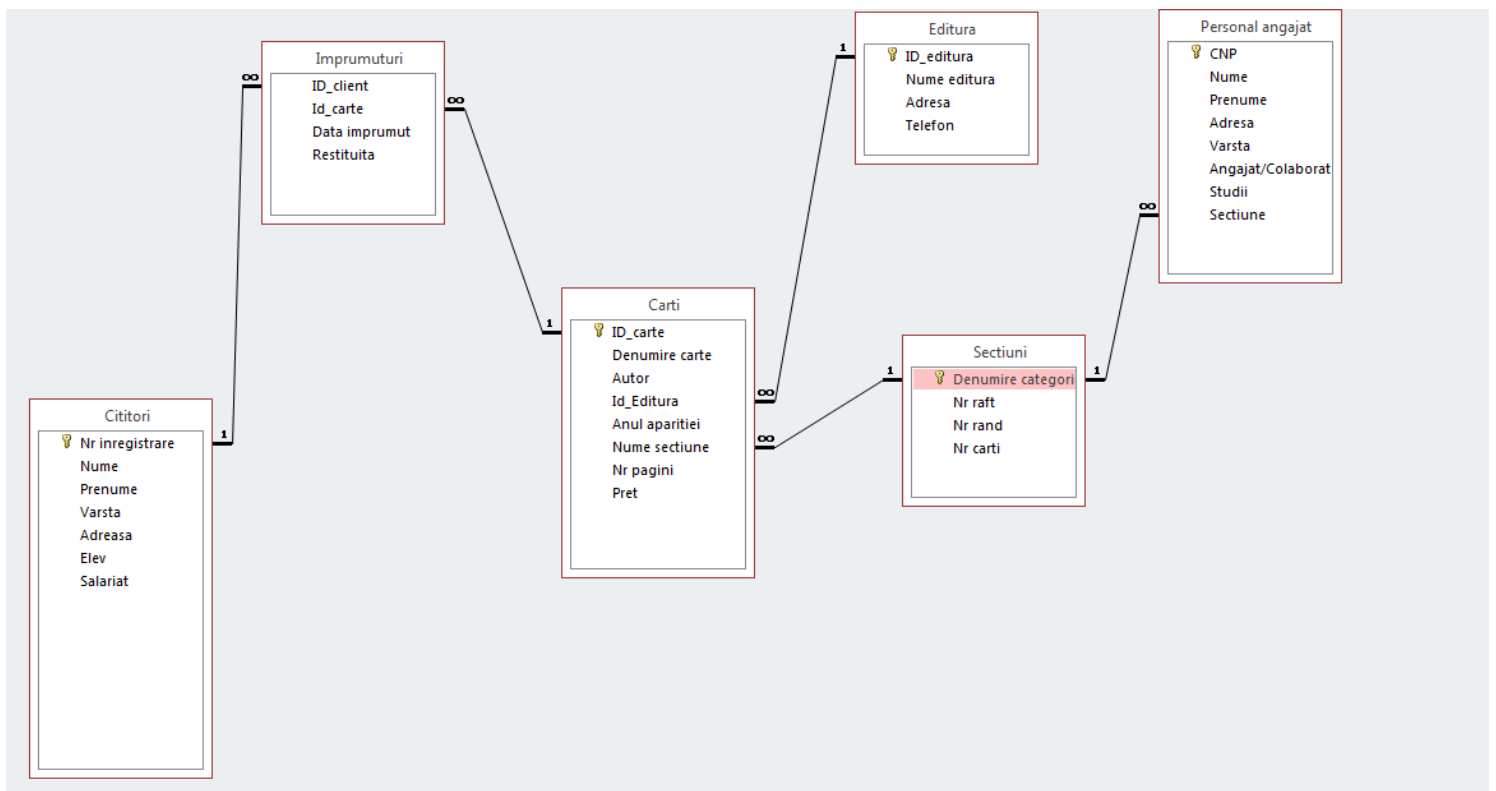 Imprumuturi
ID_client
Id_carte
Data imprumut
Restituita
Editura
ID_editura
Nume editura
Adresa
Telefon
Personal angajat
CNP
Nume
Prenume
Adresa
Varsta
Angajat/Colaborat
Studii
Sectiune
Carti
ID_carte
Denumire carte
Autor
Id_Editura
Anul aparitiei
Nume sectiune
Nr pagini
Pret
Sectiuni
Denumire categori
Nr raft
Nr rand
Nr carti
Cititori
Nr inregistrare
Nume
Prenume
Varsta
Adreasa
Elev
Salariat
∞
1
∞
1
1
∞
1
∞
1
∞